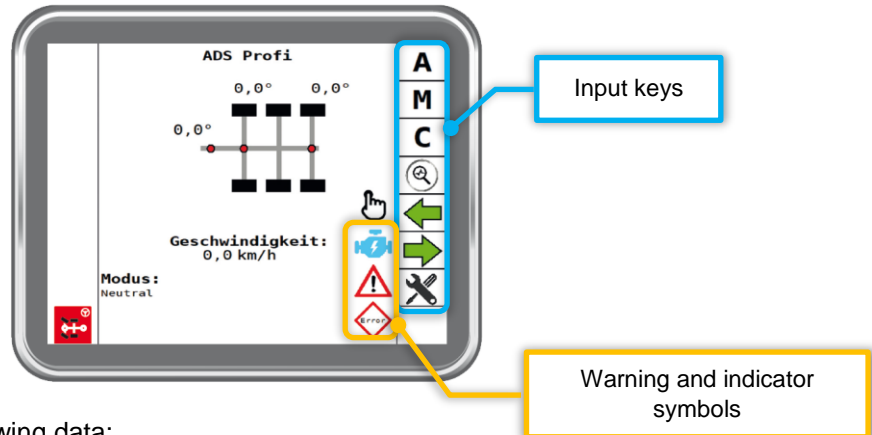 ADS Profi
0,0° 0,0°
0,0°
Geschwindigkeit:
0,0 km/h
Modus:
Neutral
Error
A
M
C
Input keys
Warning and indicator
symbols
wing data: